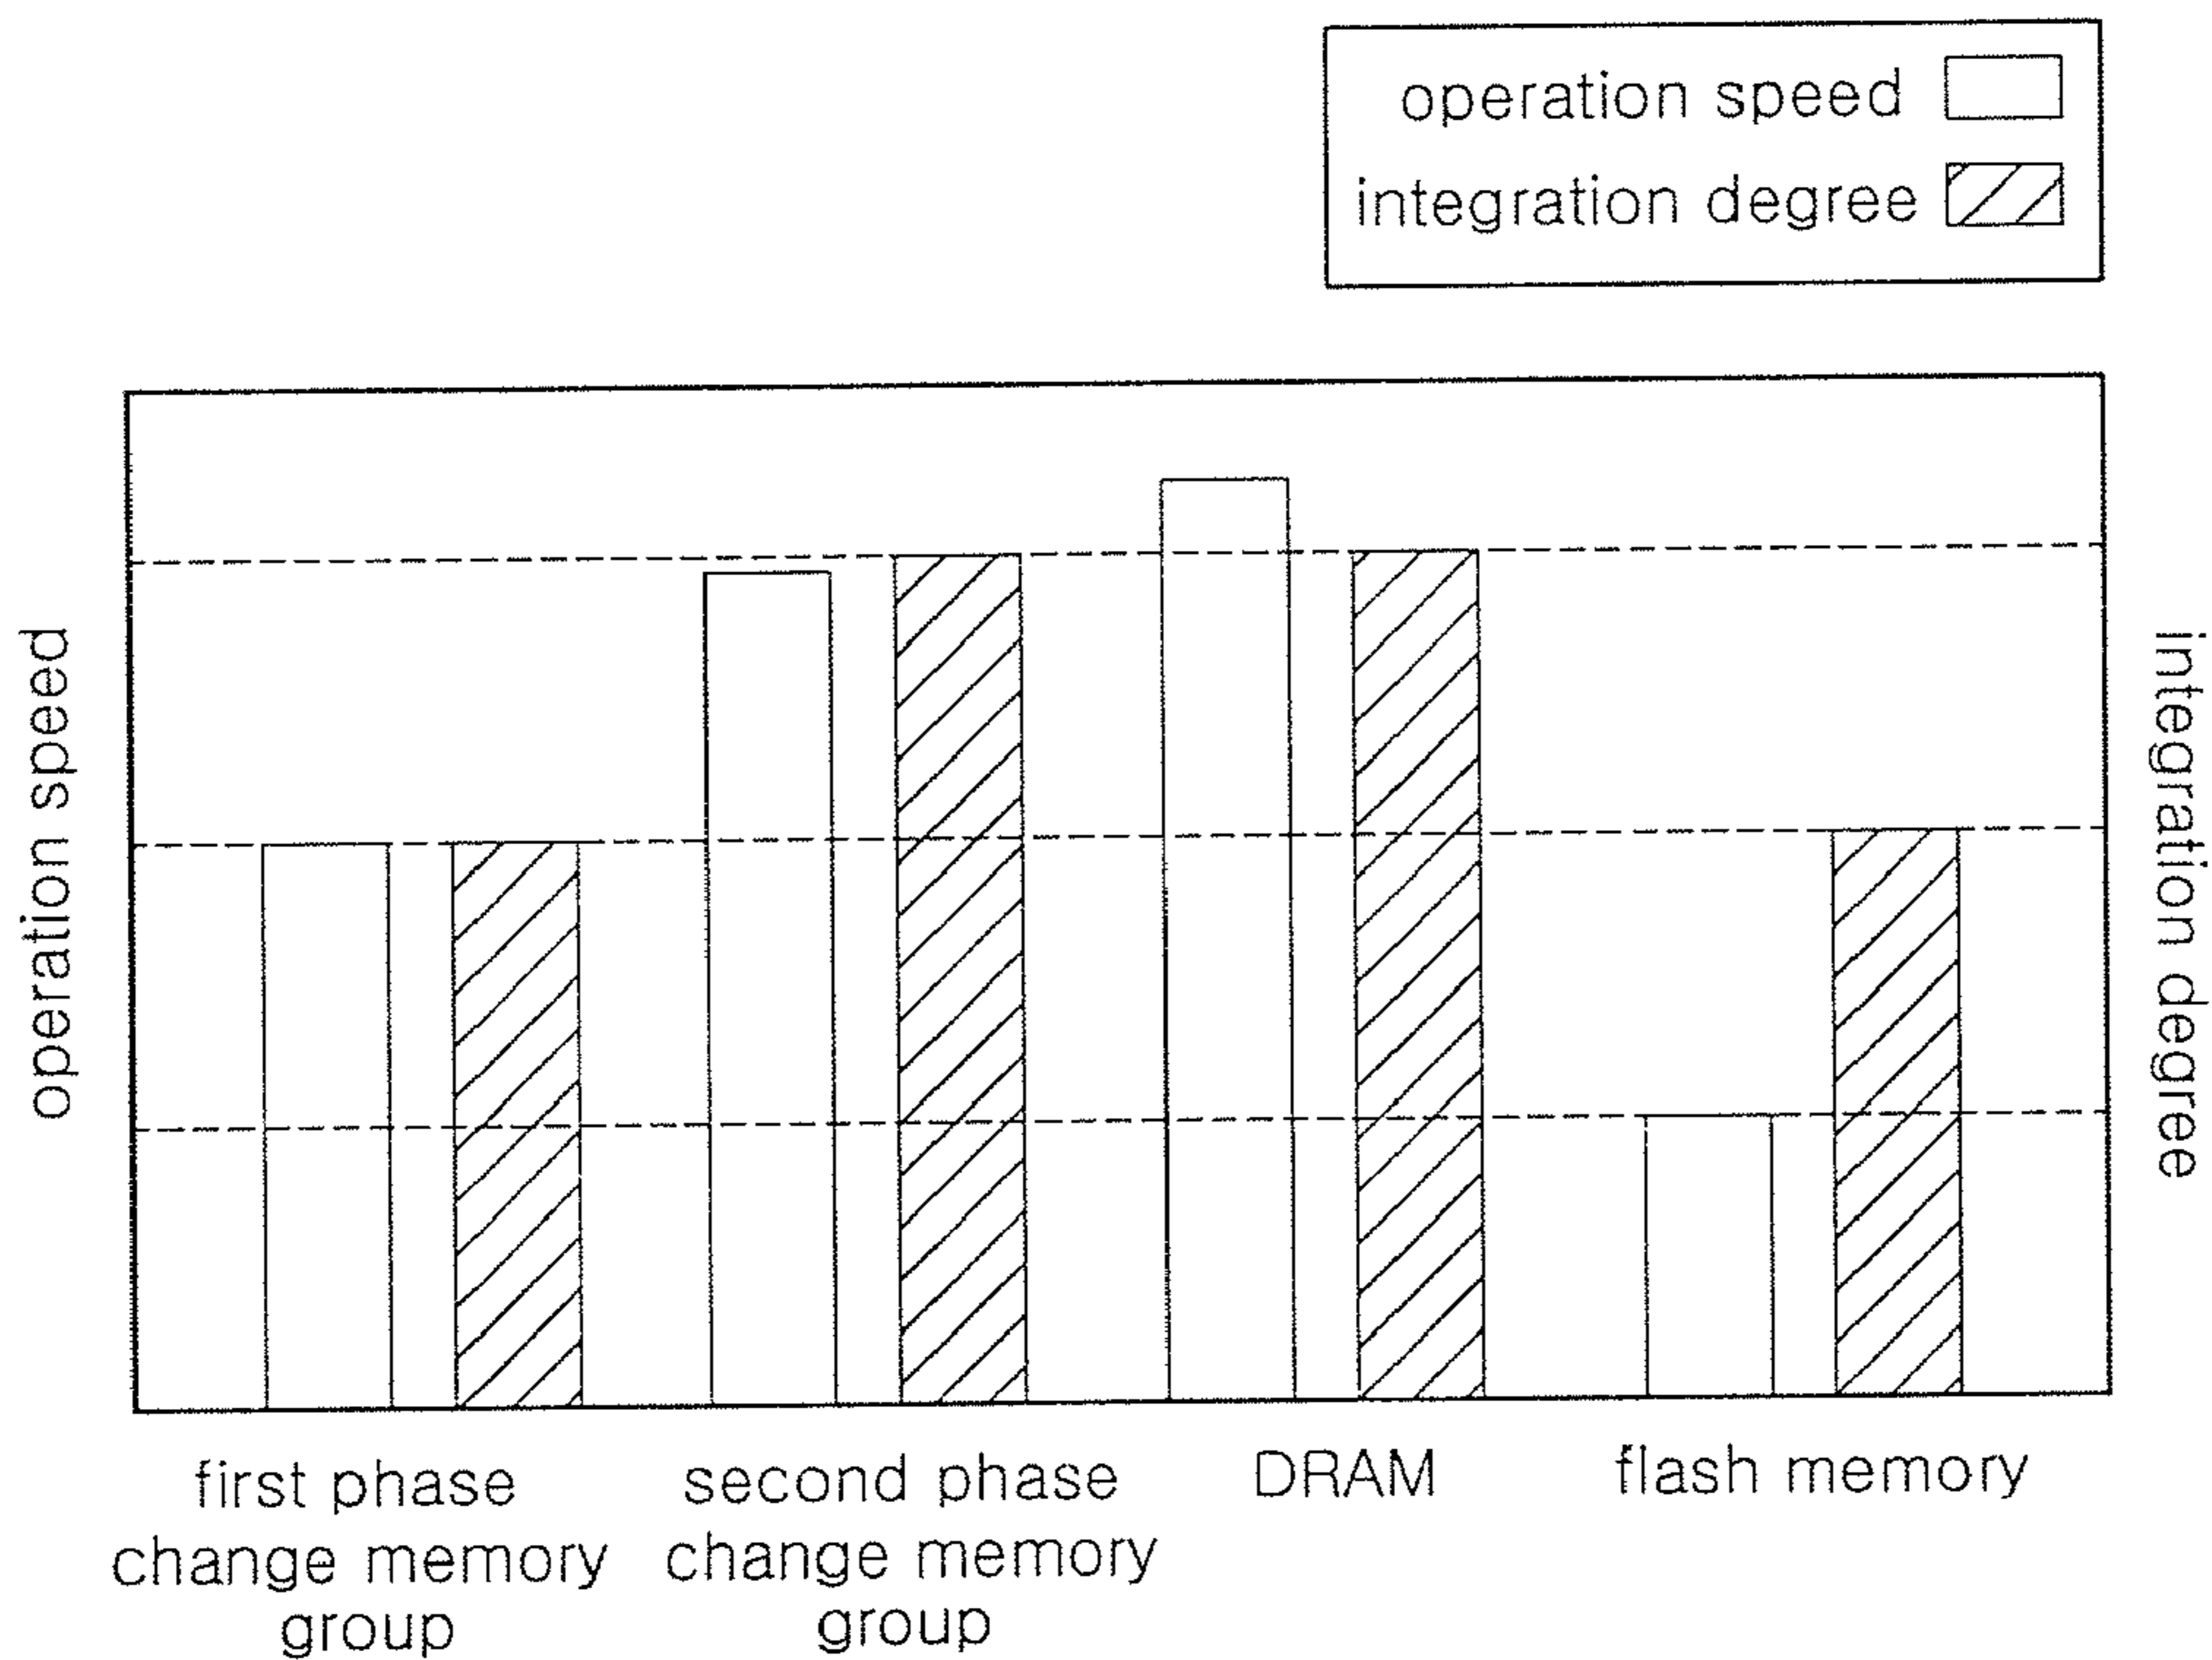 operation speed
integration degree
operation speed
integration degree
first phase
change memory
group
second phase
change memory
group
DRAM
flash memory